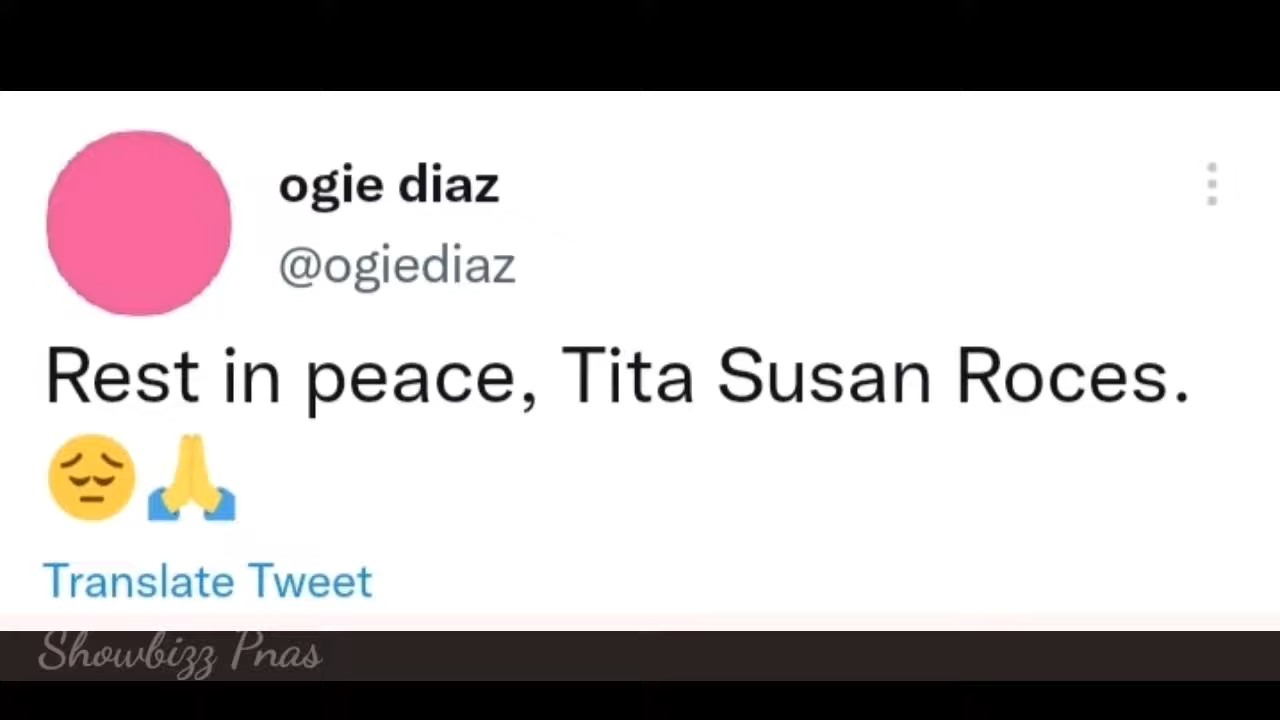 ogie diaz
@ogiediaz
Rest in peace, Tita Susan Roces.
😔🙏
Translate Tweet
Showbizz Pnas